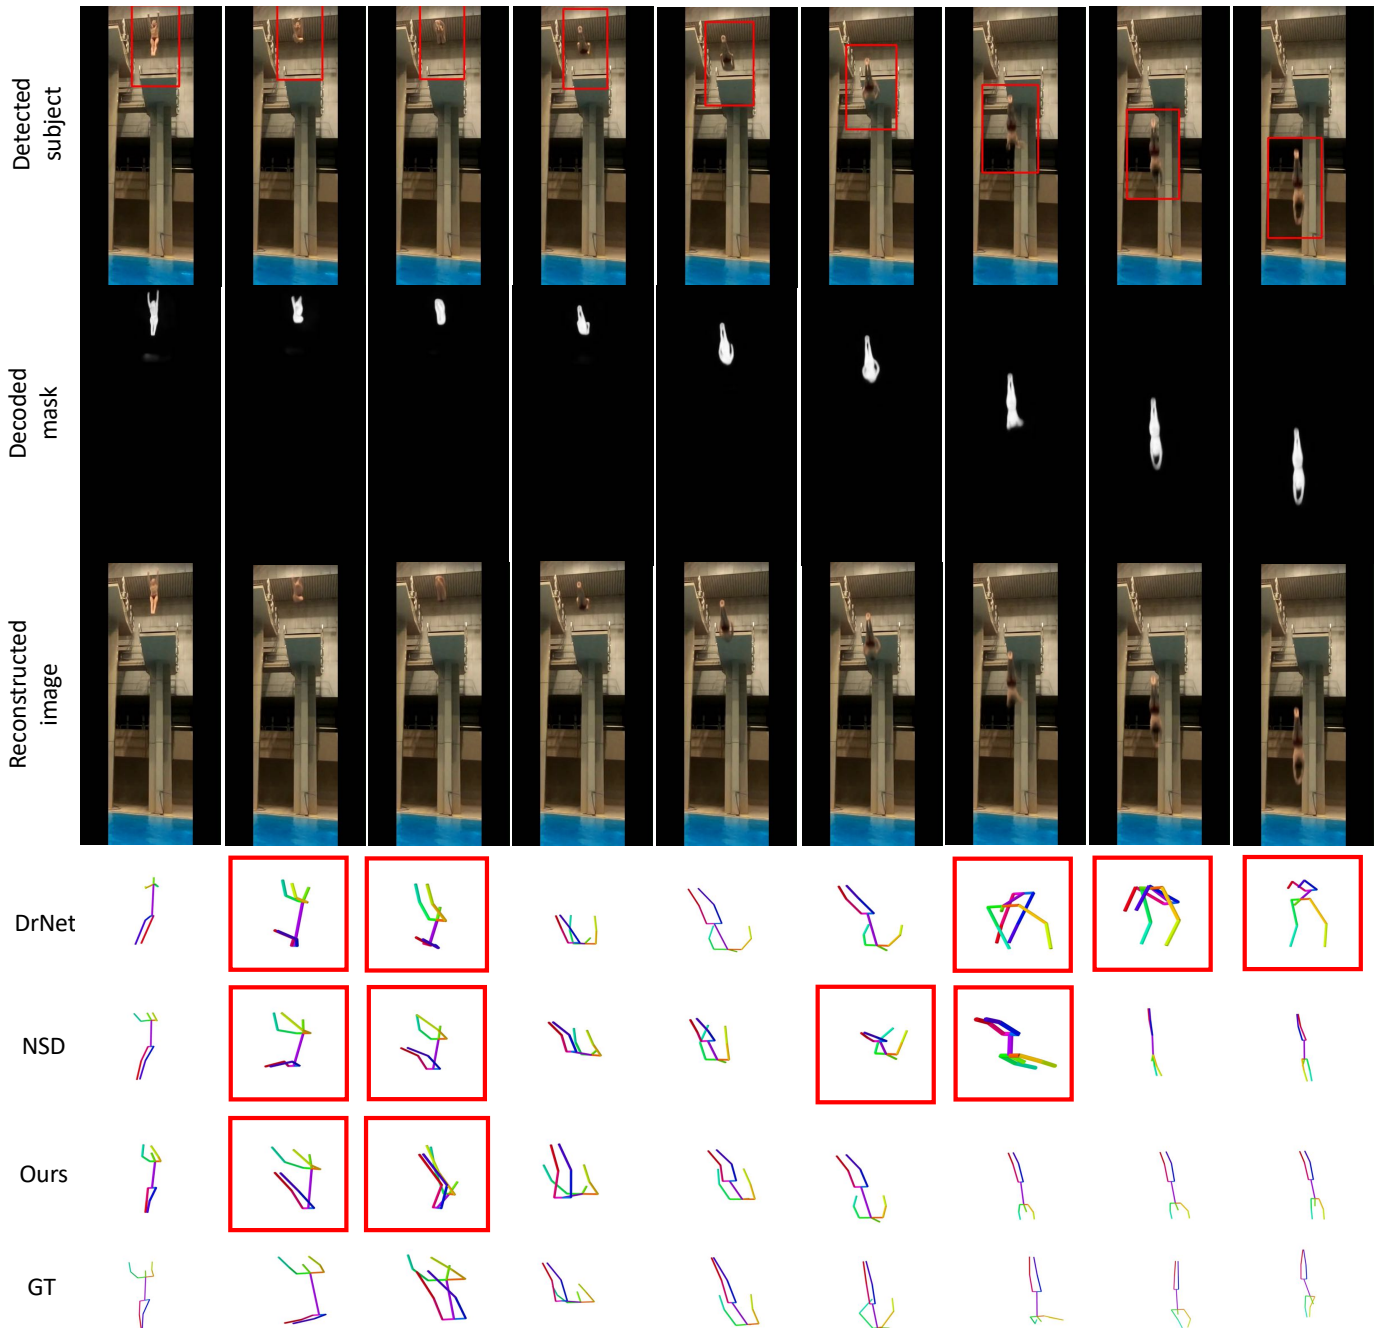 Detected
subject
Decoded
mask
Reconstructed
image
DrNet
NSD
Ours
GT